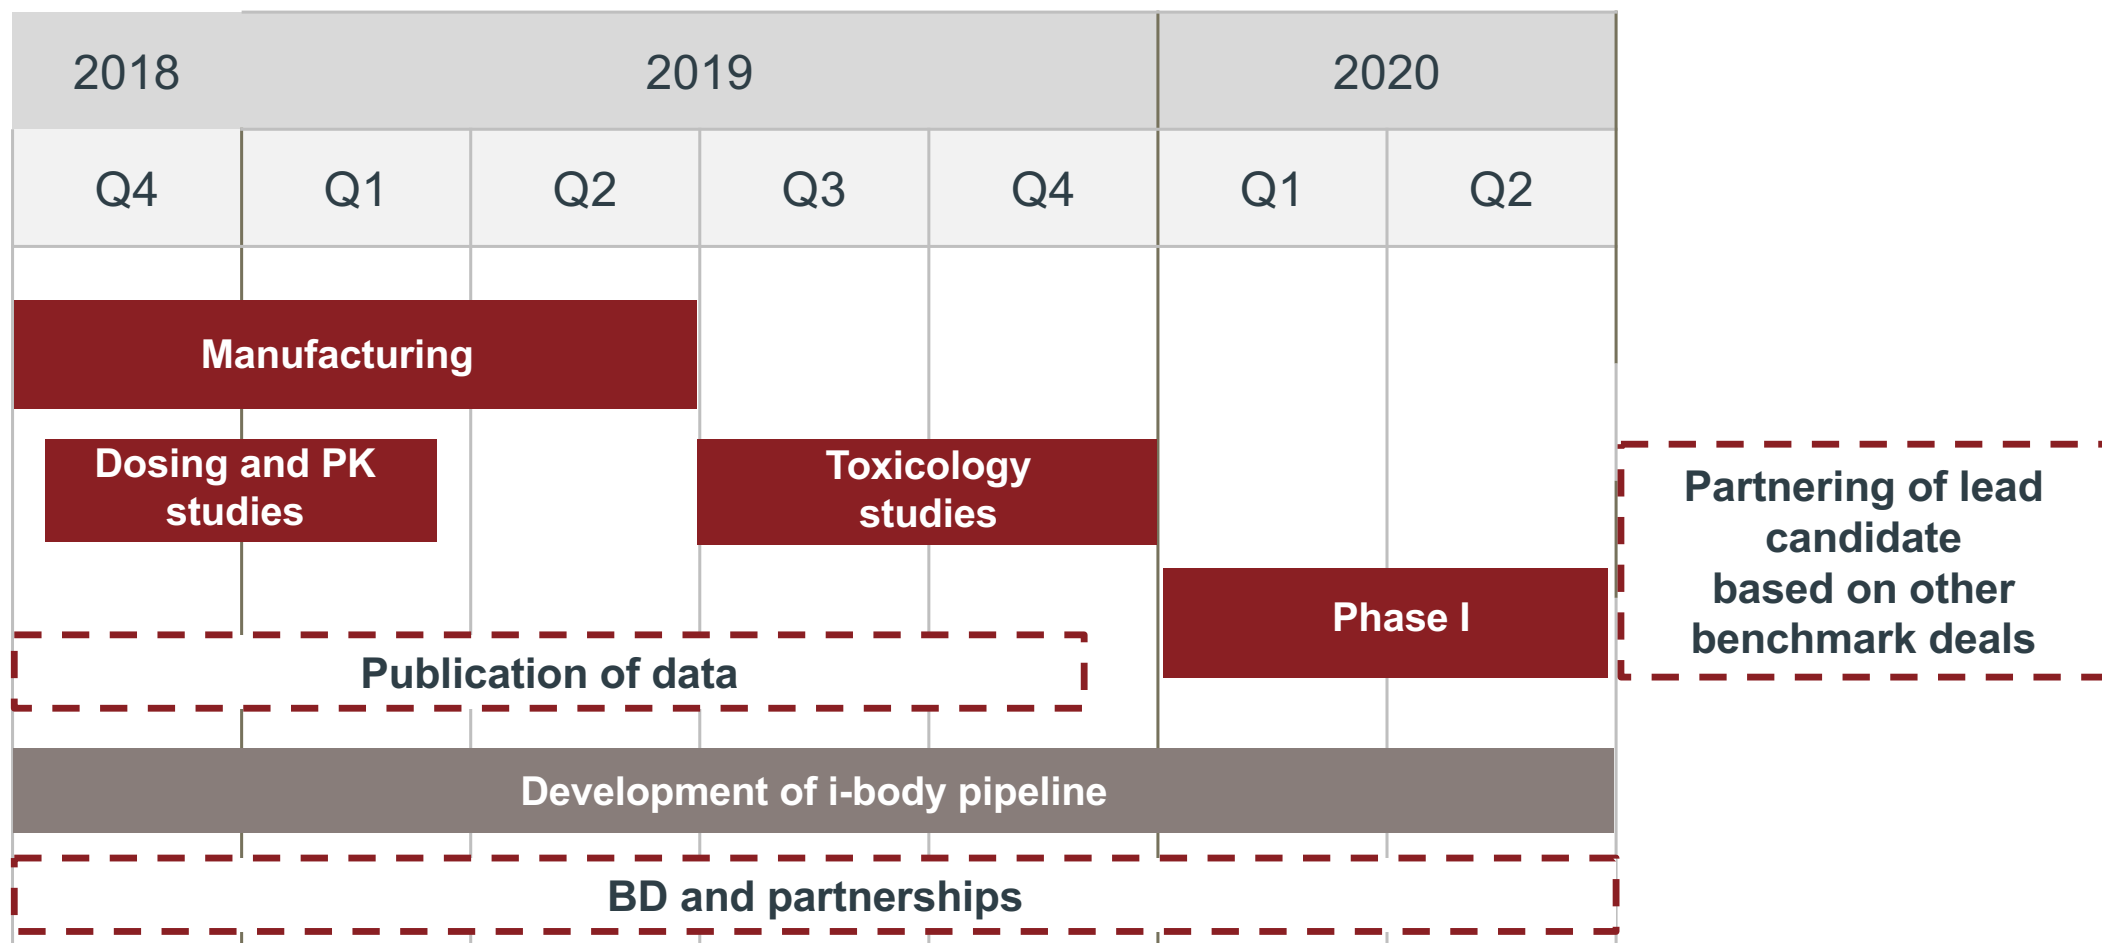 2018 2019 2020
Q4 Q1 Q2 Q3 Q4 Q1 Q2
Manufacturing
Dosing and PK
studies
Toxicology
studies
Partnering of lead
candidate
based on other
benchmark deals
Phase I
Publication of data
Development of i-body pipeline
BD and partnerships